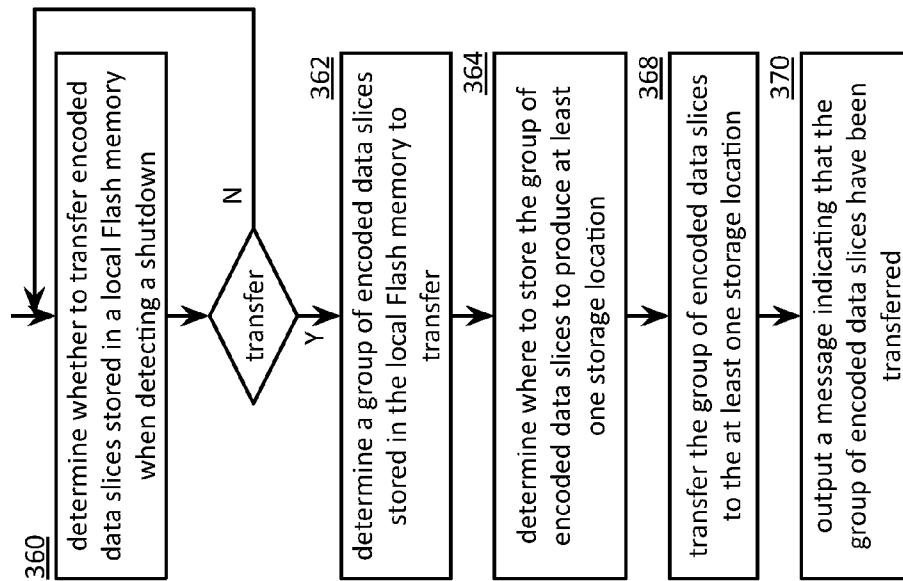 360
determine whether to transfer encoded
data slices stored in a local Flash memory
when detecting a shutdown
transfer
N
Y
362
determine a group of encoded data slices
stored in the local Flash memory to
transfer
364
determine where to store the group of
encoded data slices to produce at least
one storage location
368
transfer the group of encoded data slices
to the at least one storage location
370
output a message indicating that the
group of encoded data slices have been
transferred